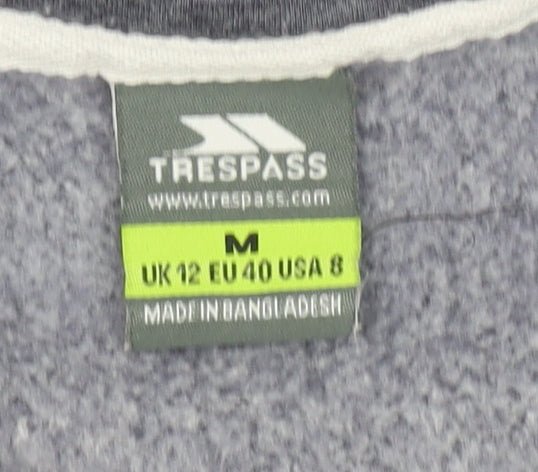 TRESPASS
www.trespass.com
M
UK 12 EU 40 USA 8
MADE IN BANGLADESH